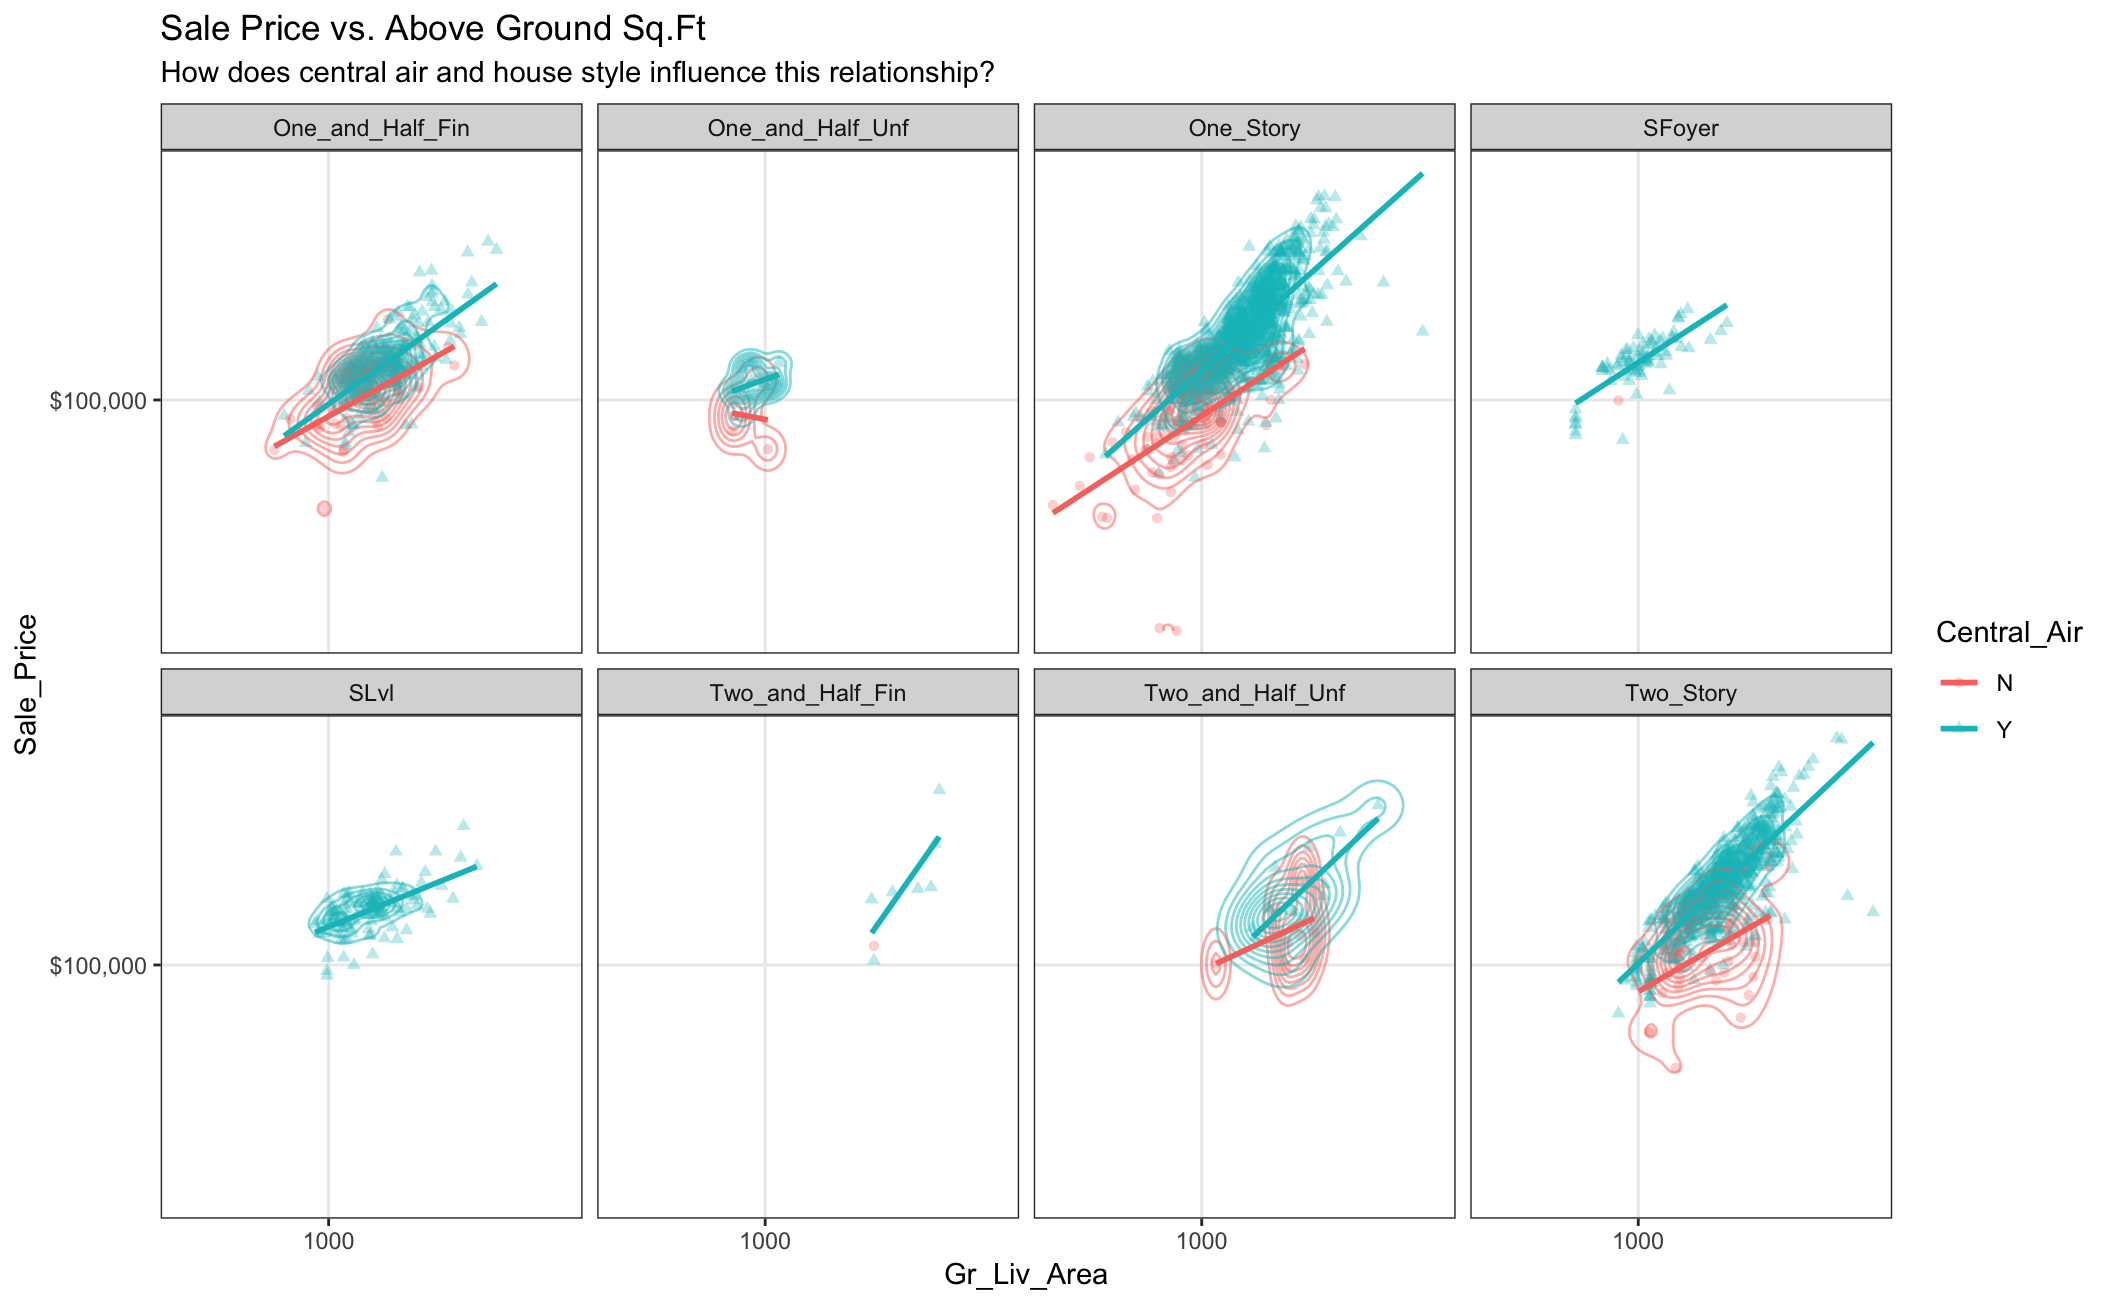 Sale Price vs. Above Ground Sq.Ft
How does central air and house style influence this relationship?
One_and_Half_Fin
One_and_Half_Unf
One_Story
SFoyer
$100,000
SLvl
Two_and_Half_Fin
Two_and_Half_Unf
Two_Story
$100,000
1000
1000
1000
1000
Gr_Liv_Area
Sale_Price
Central_Air
N
Y